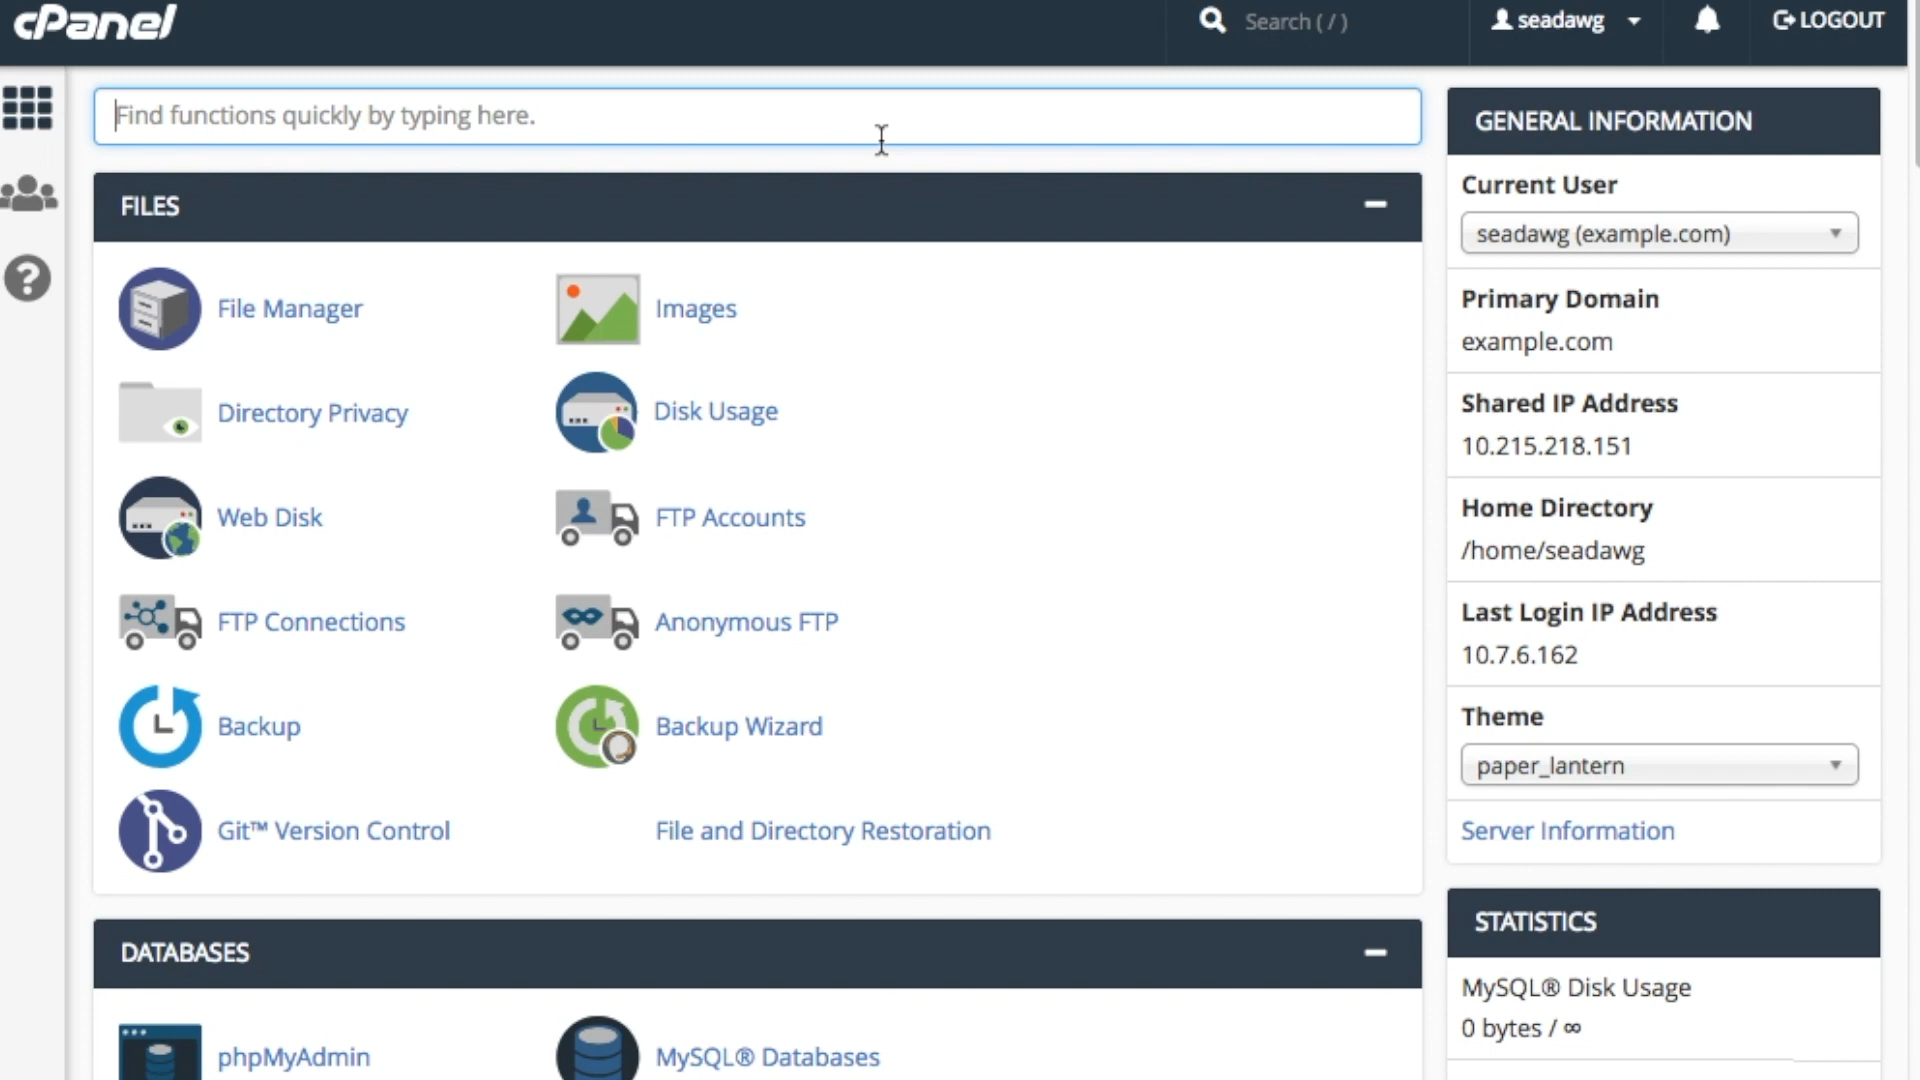 cPanel
Search ( / )
seadawg
LOGOUT
Find functions quickly by typing here.
FILES
File Manager
Images
Directory Privacy
Disk Usage
Web Disk
FTP Accounts
FTP Connections
Anonymous FTP
Backup
Backup Wizard
Git™ Version Control
File and Directory Restoration
DATABASES
phpMyAdmin
MySQL® Databases
GENERAL INFORMATION
Current User
seadawg (example.com)
Primary Domain
example.com
Shared IP Address
10.215.218.151
Home Directory
/home/seadawg
Last Login IP Address
10.7.6.162
Theme
paper_lantern
Server Information
STATISTICS
MySQL® Disk Usage
0 bytes / ∞